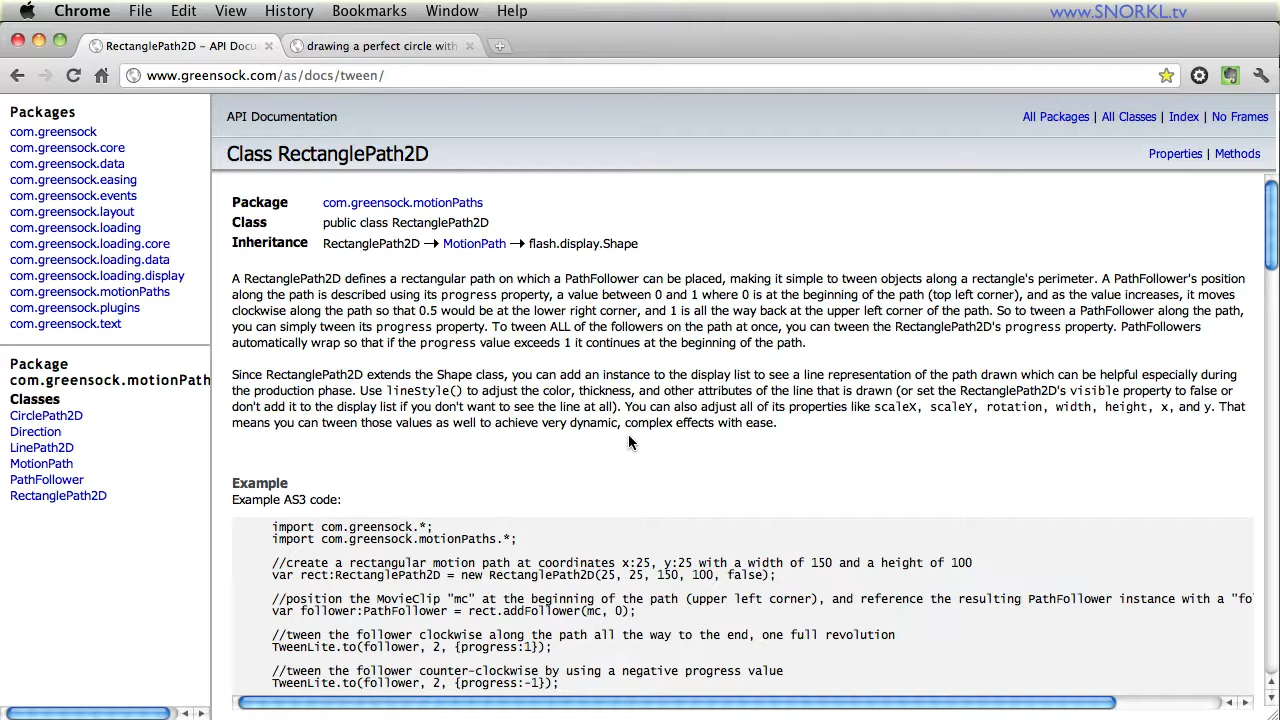 Chrome File Edit View History Bookmarks Window Help
www.SNORKL.tv
RectanglePath2D - API Docu
drawing a perfect circle with
www.greensock.com/as/docs/tween/
Packages
com.greensock
com.greensock.core
com.greensock.data
com.greensock.easing
com.greensock.events
com.greensock.layout
com.greensock.loading
com.greensock.loading.core
com.greensock.loading.data
com.greensock.loading.display
com.greensock.motionPaths
com.greensock.plugins
com.greensock.text
Package
com.greensock.motionPath
Classes
CirclePath2D
Direction
LinePath2D
MotionPath
PathFollower
RectanglePath2D
API Documentation
All Packages | All Classes | Index | No Frames
Class RectanglePath2D
Properties | Methods
Package com.greensock.motionPaths
Class public class RectanglePath2D
Inheritance RectanglePath2D → MotionPath → flash.display.Shape
A RectanglePath2D defines a rectangular path on which a PathFollower can be placed, making it simple to tween objects along a rectangle's perimeter. A PathFollower's position
along the path is described using its progress property, a value between 0 and 1 where 0 is at the beginning of the path (top left corner), and as the value increases, it moves
clockwise along the path so that 0.5 would be at the lower right corner, and 1 is all the way back at the upper left corner of the path. So to tween a PathFollower along the path,
you can simply tween its progress property. To tween ALL of the followers on the path at once, you can tween the RectanglePath2D's progress property. PathFollowers
automatically wrap so that if the progress value exceeds 1 it continues at the beginning of the path.
Since RectanglePath2D extends the Shape class, you can add an instance to the display list to see a line representation of the path drawn which can be helpful especially during
the production phase. Use lineStyle() to adjust the color, thickness, and other attributes of the line that is drawn (or set the RectanglePath2D's visible property to false or
don't add it to the display list if you don't want to see the line at all). You can also adjust all of its properties like scaleX, scaleY, rotation, width, height, x, and y. That
means you can tween those values as well to achieve very dynamic, complex effects with ease.
Example
Example AS3 code:
import com.greensock.*;
import com.greensock.motionPaths.*;
//create a rectangular motion path at coordinates x:25, y:25 with a width of 150 and a height of 100
var rect:RectanglePath2D = new RectanglePath2D(25, 25, 150, 100, false);
//position the MovieClip "mc" at the beginning of the path (upper left corner), and reference the resulting PathFollower instance with a "fo
var follower:PathFollower = rect.addFollower(mc, 0);
//tween the follower clockwise along the path all the way to the end, one full revolution
TweenLite.to(follower, 2, {progress:1});
//tween the follower counter-clockwise by using a negative progress value
TweenLite.to(follower, 2, {progress:-1});